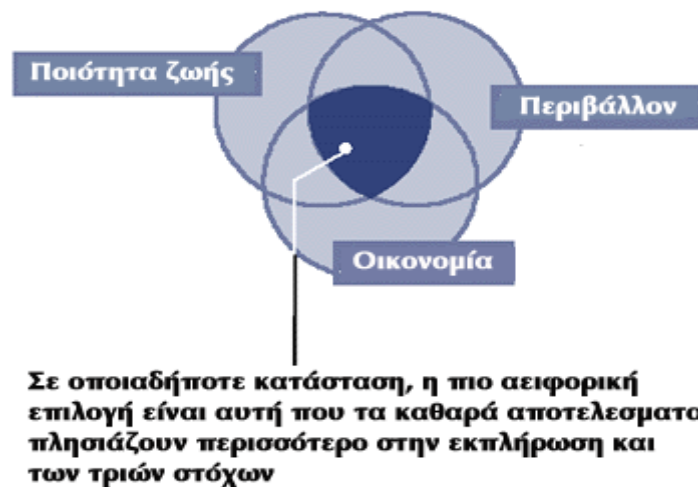 Ποιότητα ζωής
Περιβάλλον
Οικονομία
Σε οποιαδήποτε κατάσταση, η πιο αειφορική
επιλογή είναι αυτή που τα καθαρά αποτελεσματα
πλησιάζουν περισσότερο στην εκπλήρωση και
των τριών στόχων